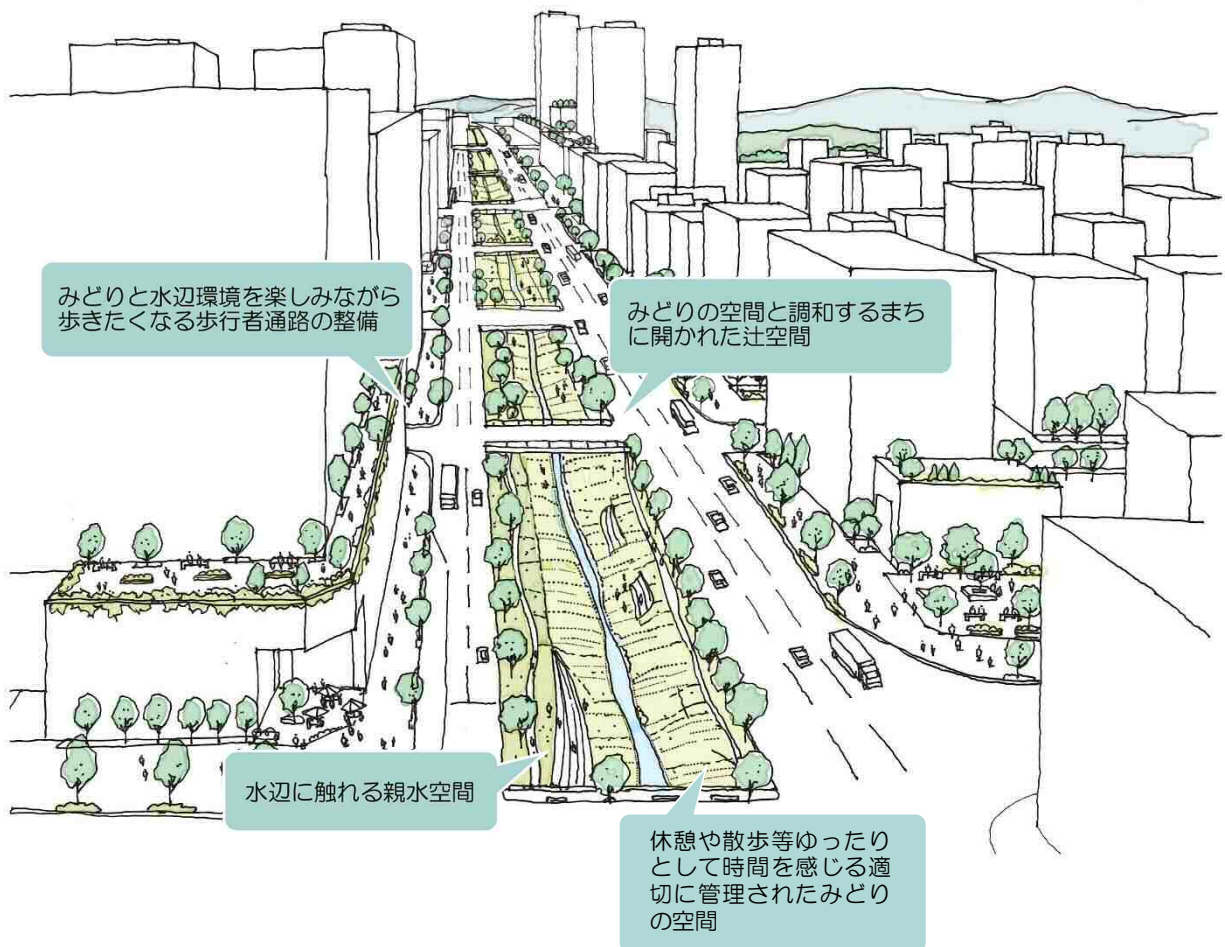 みどりと水辺環境を楽しみながら
歩きたくなる歩行者通路の整備
みどりの空間と調和するまち
に開かれた辻空間
水辺に触れる親水空間
休憩や散歩等ゆったり
として時間を感じる適
切に管理されたみどり
の空間